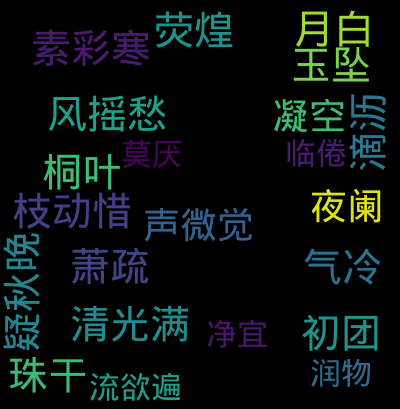 荧煌
月白
素彩寒
玉坠
风摇愁
凝空
滴沥
莫厌
临倦
桐叶
枝动惜
夜阑
声微觉
疑秋晚
萧疏
气冷
清光满
净宜
初团
珠干
流欲遍
润物